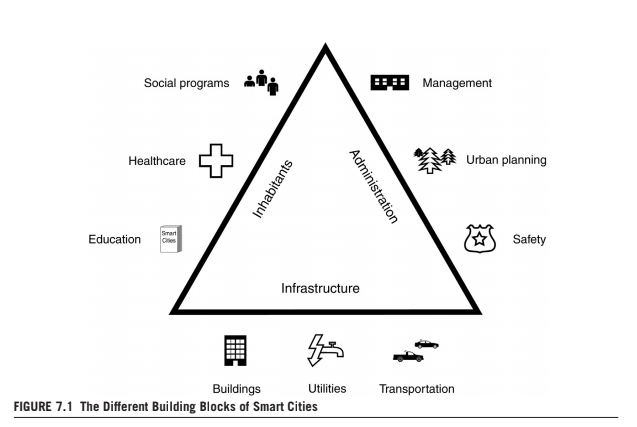 Social programs
Management
Healthcare
Urban planning
Inhabitants
Administration
Education
Smart
Cities
Safety
Infrastructure
Buildings
Utilities
Transportation
FIGURE 7.1 The Different Building Blocks of Smart Cities